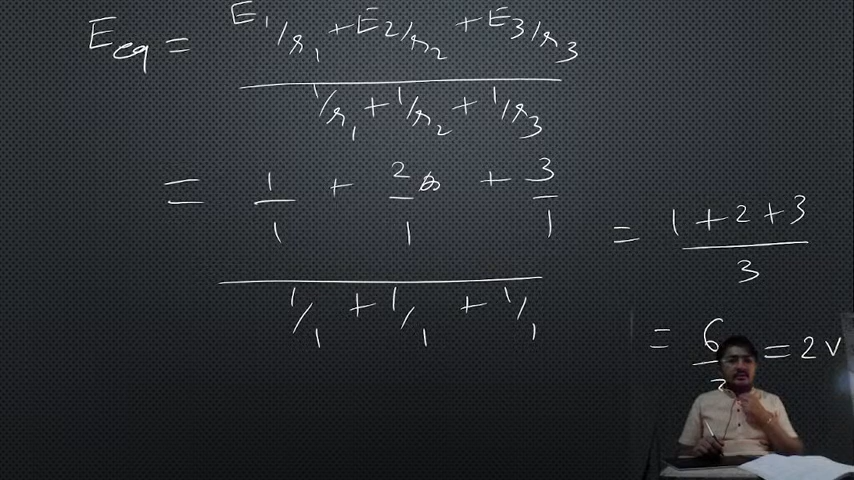 Eeq = E1/r1 + E2/r2 + E3/r3
1/r1 + 1/r2 + 1/r3
= 1/1 + 2/1 + 3/1
1/1 + 1/1 + 1/1
= 1 + 2 + 3
3
= 6
= 2 V